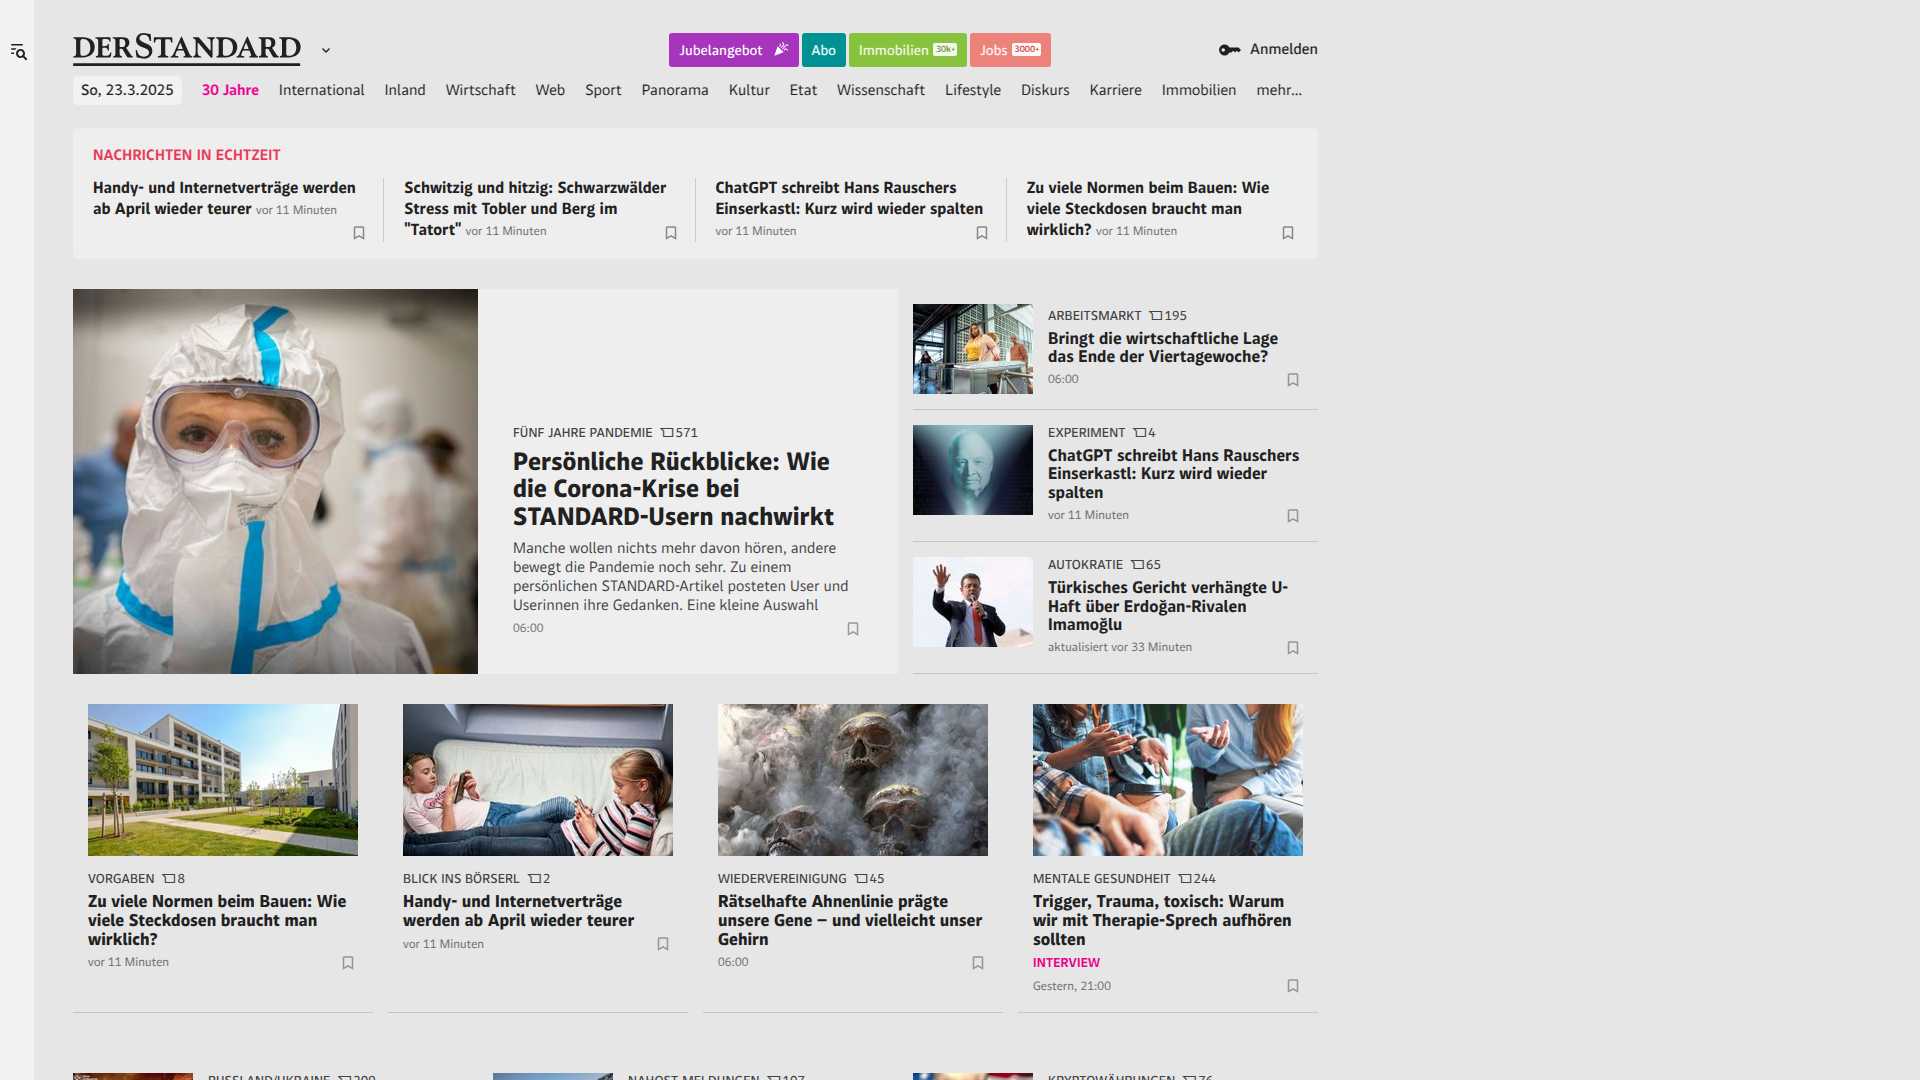 DERSTANDARD
Jubelangebot
Abo
Immobilien 30k+
Jobs 3000+
Anmelden
So, 23.3.2025
30 Jahre
International
Inland
Wirtschaft
Web
Sport
Panorama
Kultur
Etat
Wissenschaft
Lifestyle
Diskurs
Karriere
Immobilien
mehr...
NACHRICHTEN IN ECHTZEIT
Handy- und Internetverträge werden
ab April wieder teurer vor 11 Minuten
Schwitzig und hitzig: Schwarzwälder
Stress mit Tobler und Berg im
"Tatort" vor 11 Minuten
ChatGPT schreibt Hans Rauschers
Einserkastl: Kurz wird wieder spalten
vor 11 Minuten
Zu viele Normen beim Bauen: Wie
viele Steckdosen braucht man
wirklich? vor 11 Minuten
FÜNF JAHRE PANDEMIE 571
Persönliche Rückblicke: Wie
die Corona-Krise bei
STANDARD-Usern nachwirkt
Manche wollen nichts mehr davon hören, andere
bewegt die Pandemie noch sehr. Zu einem
persönlichen STANDARD-Artikel posteten User und
Userinnen ihre Gedanken. Eine kleine Auswahl
06:00
ARBEITSMARKT 195
Bringt die wirtschaftliche Lage
das Ende der Viertagewoche?
06:00
EXPERIMENT 4
ChatGPT schreibt Hans Rauschers
Einserkastl: Kurz wird wieder
spalten
vor 11 Minuten
AUTOKRATIE 65
Türkisches Gericht verhängte U-
Haft über Erdoğan-Rivalen
Imamoğlu
aktualisiert vor 33 Minuten
VORGABEN 8
Zu viele Normen beim Bauen: Wie
viele Steckdosen braucht man
wirklich?
vor 11 Minuten
BLICK INS BÖRSERL 2
Handy- und Internetverträge
werden ab April wieder teurer
vor 11 Minuten
WIEDERVEREINIGUNG 45
Rätselhafte Ahnenlinie prägte
unsere Gene – und vielleicht unser
Gehirn
06:00
MENTALE GESUNDHEIT 244
Trigger, Trauma, toxisch: Warum
wir mit Therapie-Sprech aufhören
sollten
INTERVIEW
Gestern, 21:00
RUSSLAND/UKRAINE
NAHOST-MELDUNGEN
KRYPTOWÄHRUNGEN